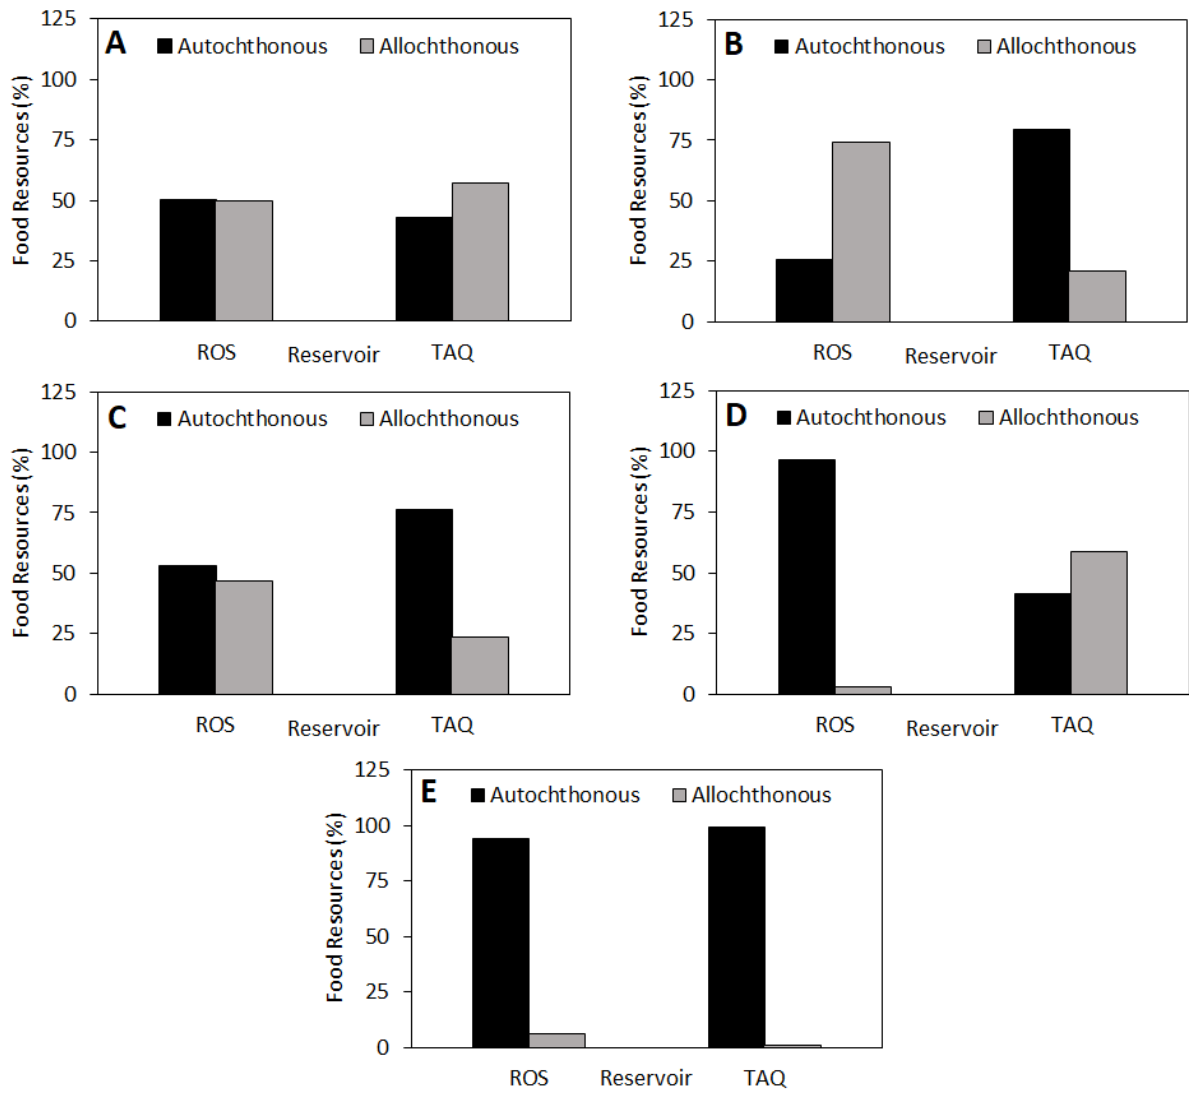 A Autochthonous Allochthonous
125
100
75
50
25
0
Food Resources (%)
ROS Reservoir TAQ
B Autochthonous Allochthonous
125
100
75
50
25
0
Food Resources (%)
ROS Reservoir TAQ
C Autochthonous Allochthonous
125
100
75
50
25
0
Food Resources (%)
ROS Reservoir TAQ
D Autochthonous Allochthonous
125
100
75
50
25
0
Food Resources (%)
ROS Reservoir TAQ
E Autochthonous Allochthonous
125
100
75
50
25
0
Food Resources (%)
ROS Reservoir TAQ